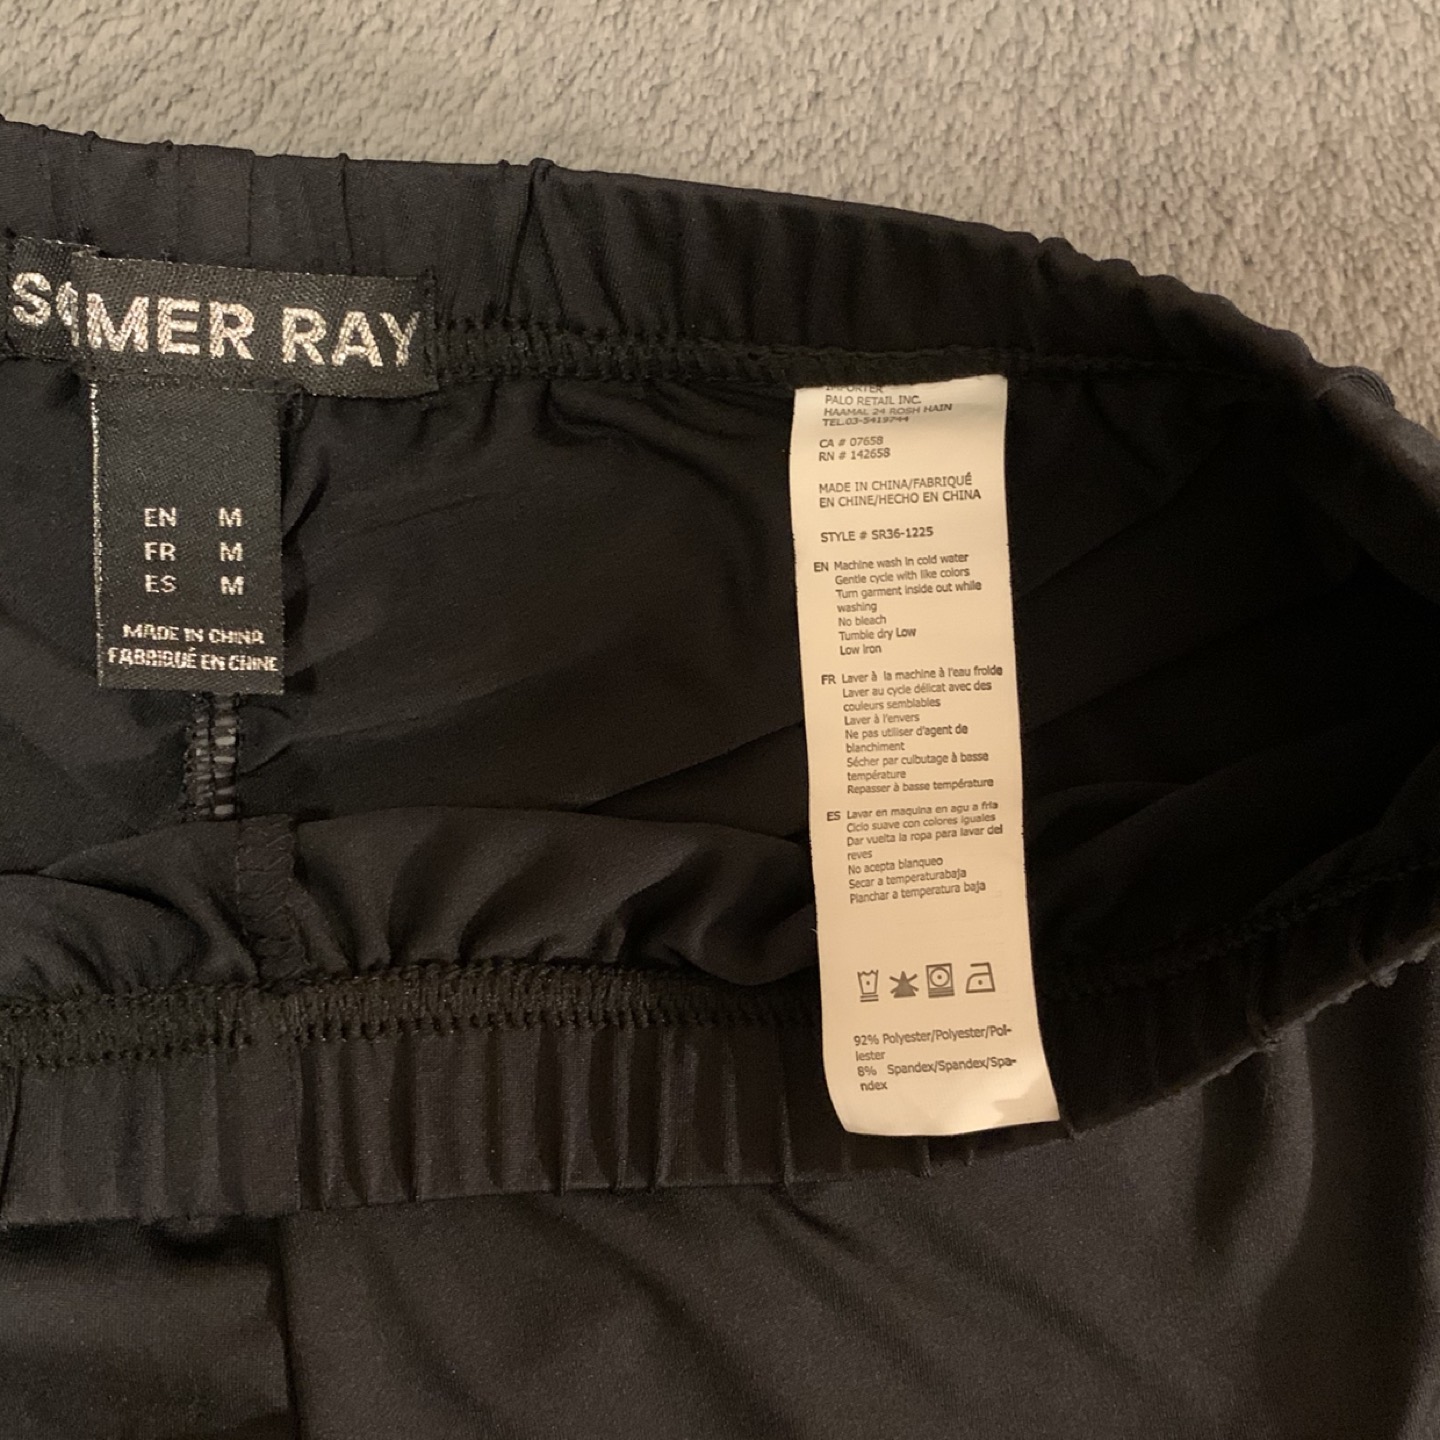 S
MER RAY
EN M
FR M
ES M
MADE IN CHINA
FABRIQUÉ EN CHINE
IMPORTER
PALO RETAIL INC.
HAAMAL 24 ROSH HAIN
TEL.03-5419744
CA # 07658
RN # 142658
MADE IN CHINA/FABRIQUÉ
EN CHINE/HECHO EN CHINA
STYLE # SR36-1225
EN Machine wash in cold water
Gentle cycle with like colors
Turn garment inside out while
washing
No bleach
Tumble dry Low
Low iron
FR Laver à la machine à l'eau froide
Laver au cycle délicat avec des
couleurs semblables
Laver à l'envers
Ne pas utiliser d'agent de
blanchiment
Sécher par culbutage à basse
température
Repasser à basse température
ES Lavar en maquina en agu a fria
Ciclo suave con colores iguales
Dar vuelta la ropa para lavar del
reves
No acepta blanqueo
Secar a temperaturabaja
Planchar a temperatura baja
92% Polyester/Polyester/Pol-
iester
8% Spandex/Spandex/Spa-
ndex